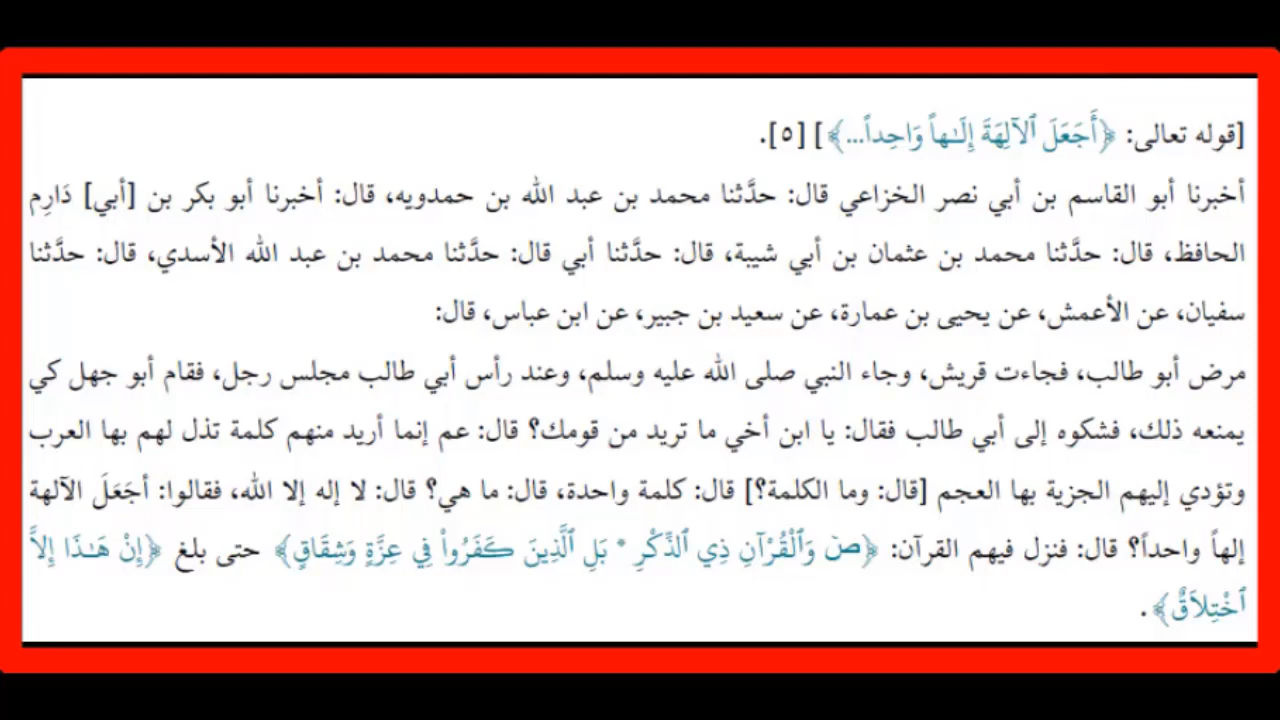 [قوله تعالى: ﴿أَجَعَلَ ٱلآلِهَةَ إِلَـٰهاً وَاحِداً...﴾] [٥].
أخبرنا أبو القاسم بن أبي نصر الخزاعي قال: حدَّثنا محمد بن عبد الله بن حمدويه، قال: أخبرنا أبو بكر بن [أبي] دَارِم
الحافظ، قال: حدَّثنا محمد بن عثمان بن أبي شيبة، قال: حدَّثنا أبي قال: حدَّثنا محمد بن عبد الله الأسدي، قال: حدَّثنا
سفيان، عن الأعمش، عن يحيى بن عمارة، عن سعيد بن جبير، عن ابن عباس، قال:
مرض أبو طالب، فجاءت قريش، وجاء النبي صلى الله عليه وسلم، وعند رأس أبي طالب مجلس رجل، فقام أبو جهل كي
يمنعه ذلك، فشكوه إلى أبي طالب فقال: يا ابن أخي ما تريد من قومك؟ قال: عم إنما أريد منهم كلمة تذل لهم بها العرب
وتؤدي إليهم الجزية بها العجم [قال: وما الكلمة؟] قال: كلمة واحدة، قال: ما هي؟ قال: لا إله إلا الله، فقالوا: أجَعَلَ الآلهة
إلهاً واحداً؟ قال: فنزل فيهم القرآن: ﴿صۤ وَٱلْقُرْآنِ ذِي ٱلذِّكْرِ * بَلِ ٱلَّذِينَ كَفَرُواْ فِي عِزَّةٍ وَشِقَاقٍ﴾ حتى بلغ ﴿إِنْ هَـٰذَا إِلاَّ
ٱخْتِلاَقٌ﴾.